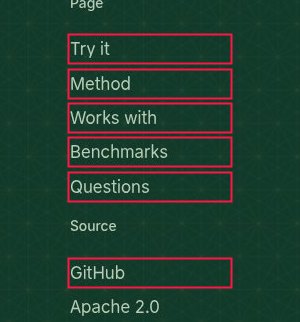 Page
Try it
Method
Works with
Benchmarks
Questions
Source
GitHub
Apache 2.0